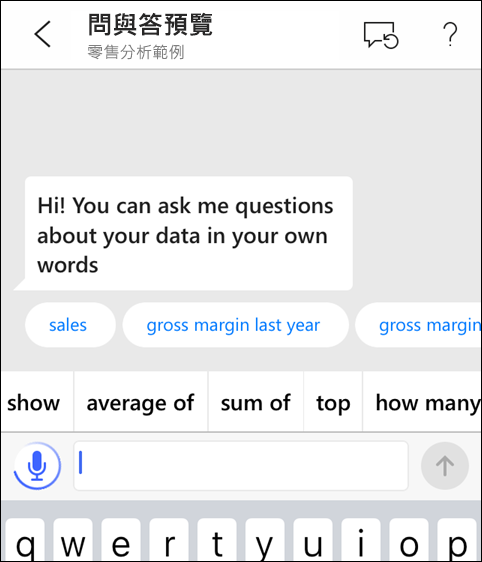 問與答預覽
零售分析範例
?
Hi! You can ask me questions
about your data in your own
words
sales gross margin last year gross margin
show average of sum of top how many
q w e r t y u i o p